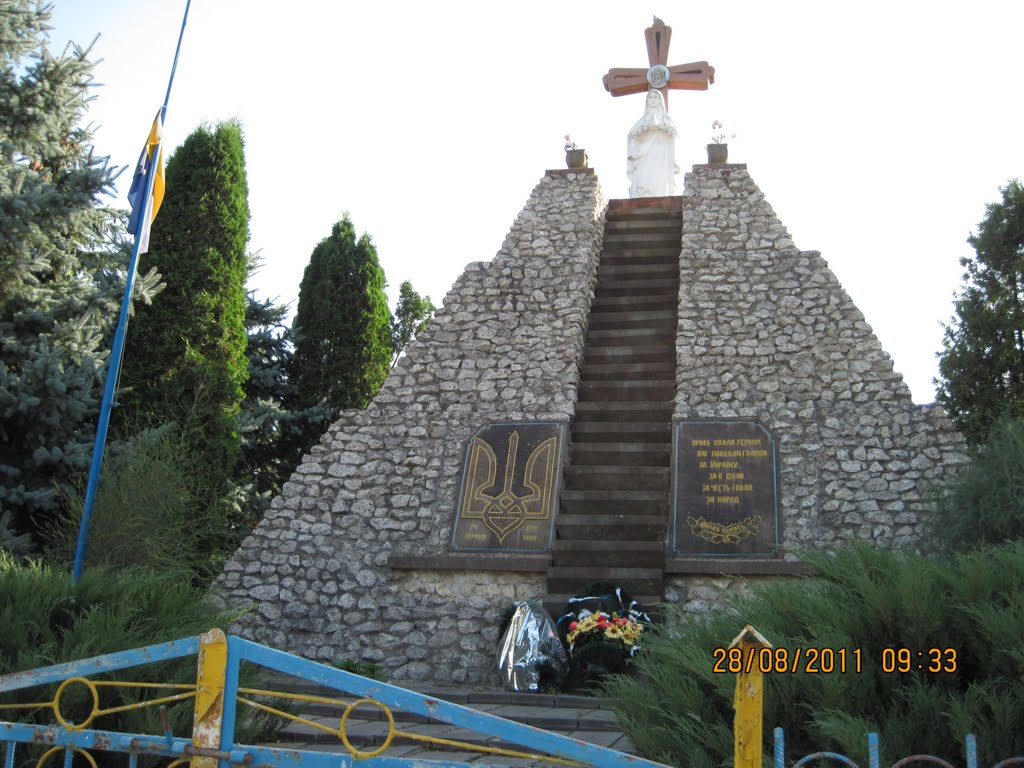 ВІЧНА ХВАЛА ГЕРОЯМ
ЯКІ ПОКЛАЛИ ГОЛОВИ
ЗА УКРАЇНУ
ЗА ЇЇ ДОЛЮ
ЗА ЧЕСТЬ І ВОЛЮ
ЗА НАРОД
28/08/2011 09:33